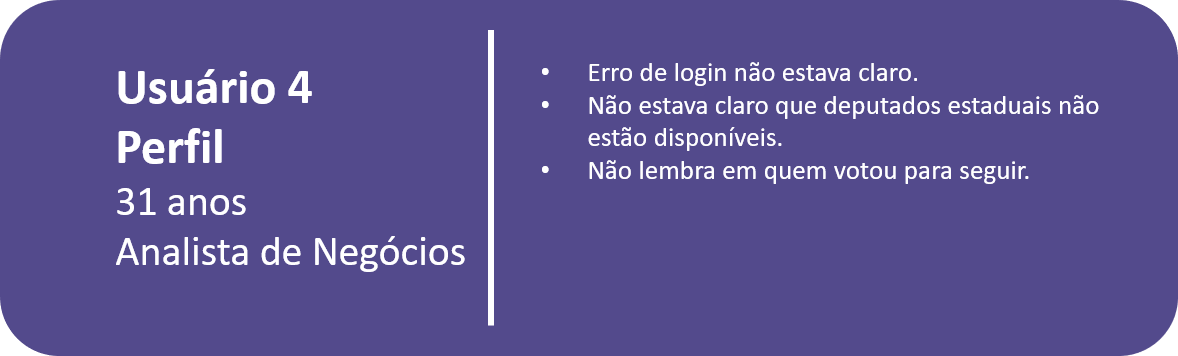 Usuário 4
Perfil
31 anos
Analista de Negócios
• Erro de login não estava claro.
• Não estava claro que deputados estaduais não
estão disponíveis.
• Não lembra em quem votou para seguir.